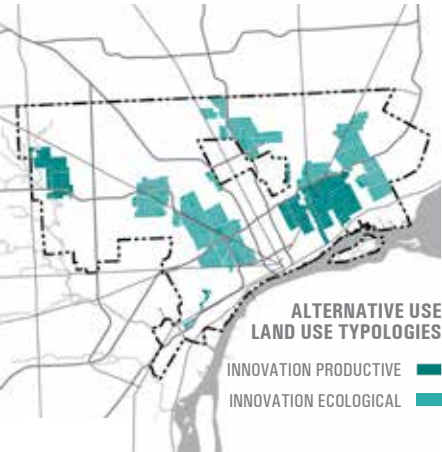 ALTERNATIVE USE
LAND USE TYPOLOGIES
INNOVATION PRODUCTIVE
INNOVATION ECOLOGICAL